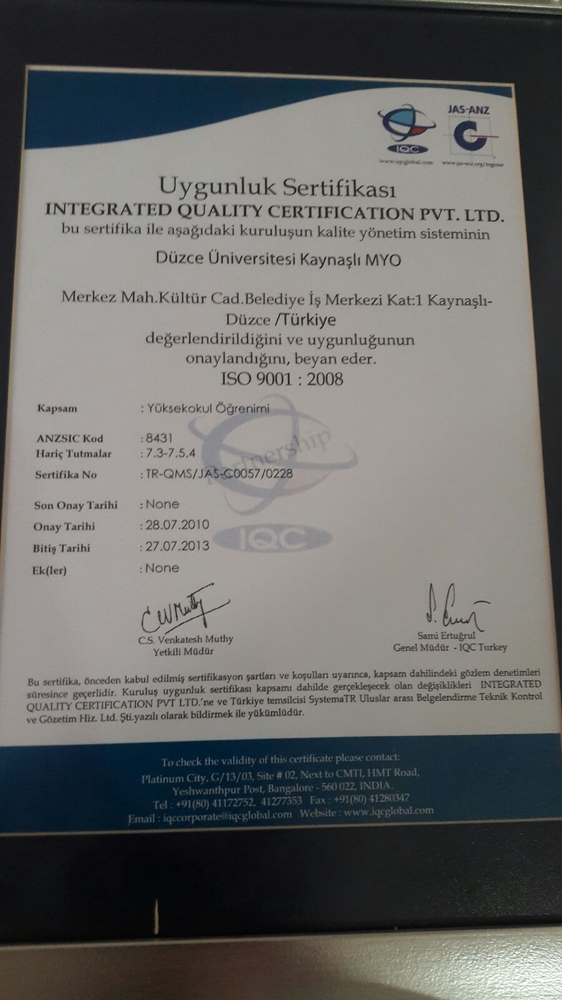 JAS-ANZ
IQC
www.iqcglobal.com www.jas-anz.org/register
Uygunluk Sertifikası
INTEGRATED QUALITY CERTIFICATION PVT. LTD.
bu sertifika ile aşağıdaki kuruluşun kalite yönetim sisteminin
Düzce Üniversitesi Kaynaşlı MYO
Merkez Mah.Kültür Cad.Belediye İş Merkezi Kat:1 Kaynaşlı-
Düzce /Türkiye
değerlendirildiğini ve uygunluğunun
onaylandığını, beyan eder.
ISO 9001 : 2008
Kapsam : Yüksekokul Öğrenimi
ANZSIC Kod : 8431
Hariç Tutmalar : 7.3-7.5.4
Partnership
Sertifika No : TR-QMS/JAS-C0057/0228
Son Onay Tarihi : None
Onay Tarihi : 28.07.2010
IQC
Bitiş Tarihi : 27.07.2013
Ek(ler) : None
C.S. Venkatesh Muthy
Yetkili Müdür
Sami Ertuğrul
Genel Müdür - IQC Turkey
Bu sertifika, önceden kabul edilmiş sertifikasyon şartları ve koşulları uyarınca, kapsam dahilindeki gözlem denetimleri
süresince geçerlidir. Kuruluş uygunluk sertifikası kapsamı dahilde gerçekleşecek olan değişiklikleri INTEGRATED
QUALITY CERTIFICATION PVT LTD.'ne ve Türkiye temsilcisi SystemaTR Uluslar arası Belgelendirme Teknik Kontrol
ve Gözetim Hiz. Ltd. Şti.yazılı olarak bildirmek ile yükümlüdür.
To check the validity of this certificate please contact:
Platinum City, G/13/03, Site # 02, Next to CMTI, HMT Road,
Yeshwanthpur Post, Bangalore - 560 022, INDIA.
Tel : +91(80) 41172752, 41277353 Fax : +91(80) 41280347
Email : iqccorporate@iqcglobal.com Website : www.iqcglobal.com